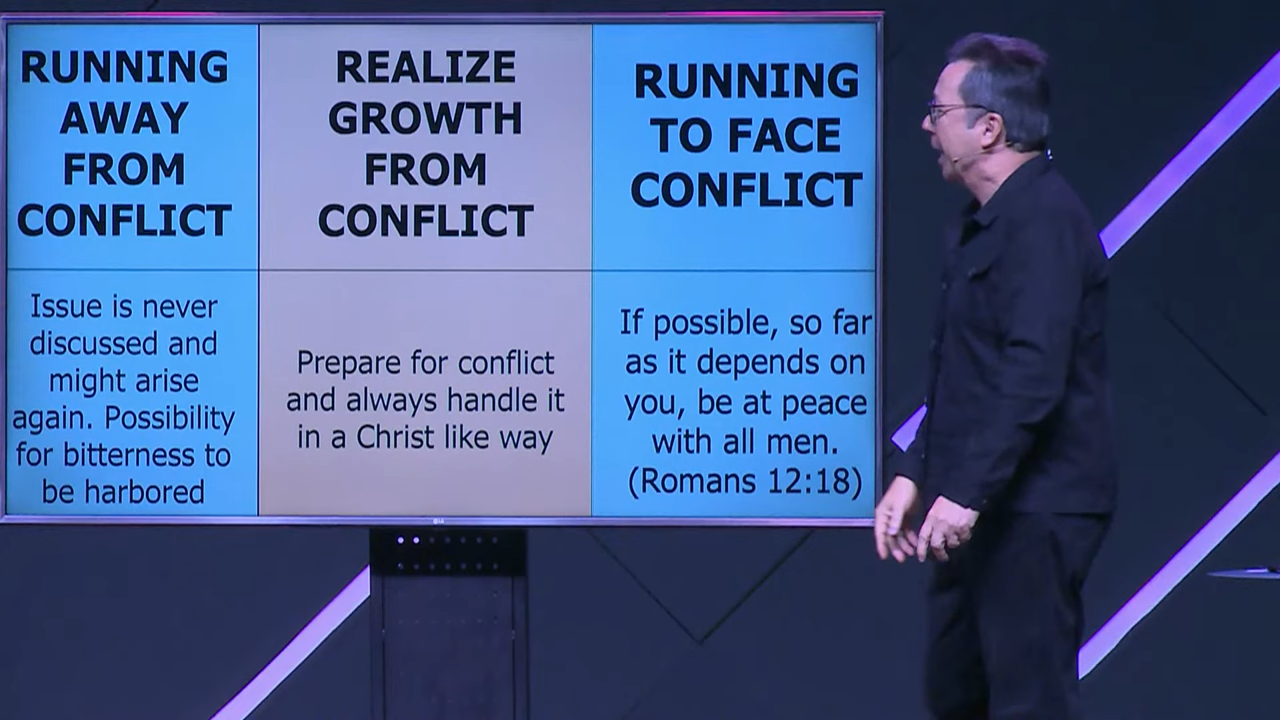 RUNNING
AWAY
FROM
CONFLICT
Issue is never
discussed and
might arise
again. Possibility
for bitterness to
be harbored
REALIZE
GROWTH
FROM
CONFLICT
Prepare for conflict
and always handle it
in a Christ like way
RUNNING
TO FACE
CONFLICT
If possible, so far
as it depends on
you, be at peace
with all men.
(Romans 12:18)